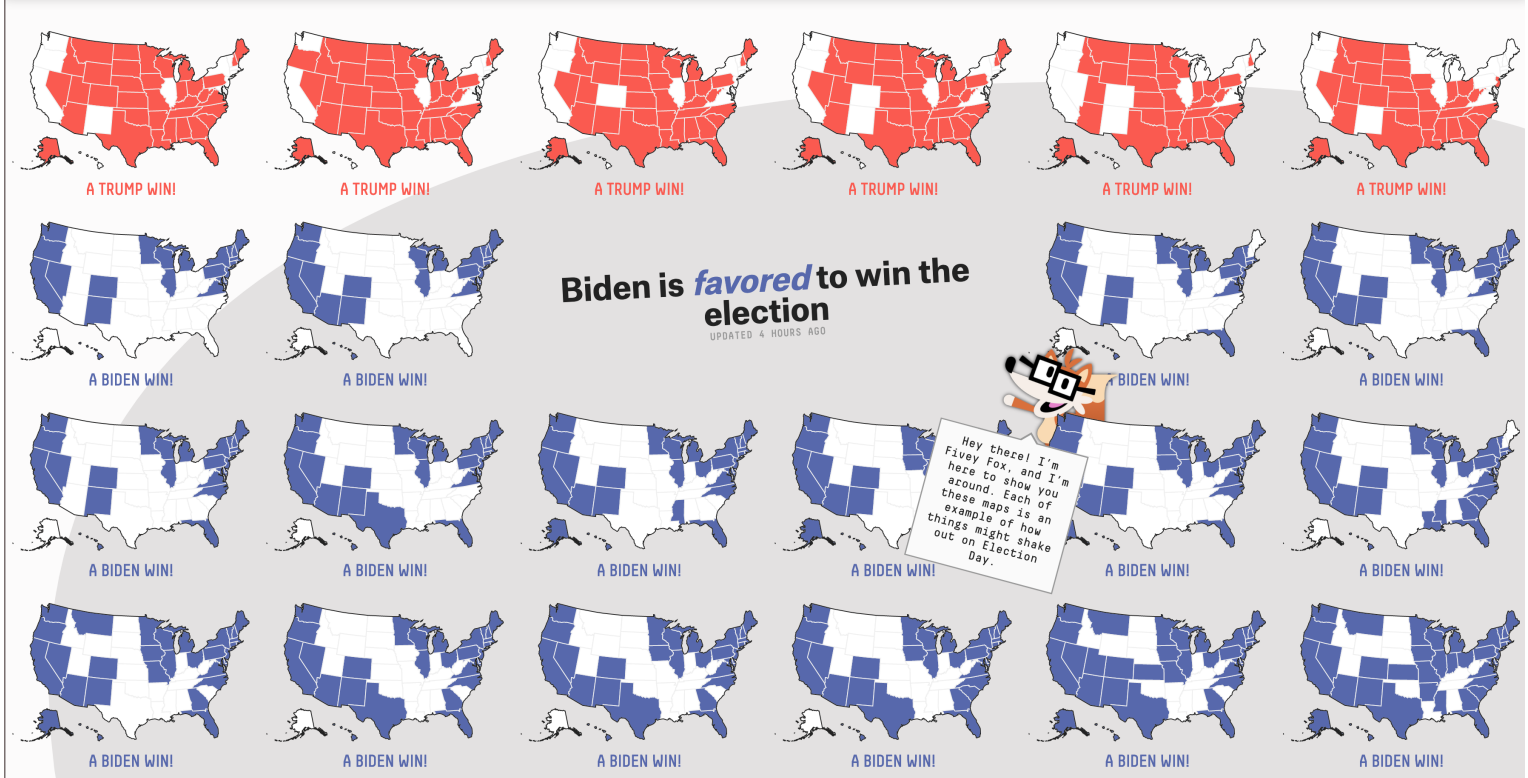 A TRUMP WIN!
A TRUMP WIN!
A TRUMP WIN!
A TRUMP WIN!
A TRUMP WIN!
A TRUMP WIN!
Biden is favored to win the
election
UPDATED 4 HOURS AGO
A BIDEN WIN!
A BIDEN WIN!
A BIDEN WIN!
A BIDEN WIN!
Hey there! I'm
Fivey Fox, and I'm
here to show you
around. Each of
these maps is an
example of how
things might shake
out on Election
Day.
A BIDEN WIN!
A BIDEN WIN!
A BIDEN WIN!
A BIDEN WIN!
A BIDEN WIN!
A BIDEN WIN!
A BIDEN WIN!
A BIDEN WIN!
A BIDEN WIN!
A BIDEN WIN!
A BIDEN WIN!
A BIDEN WIN!